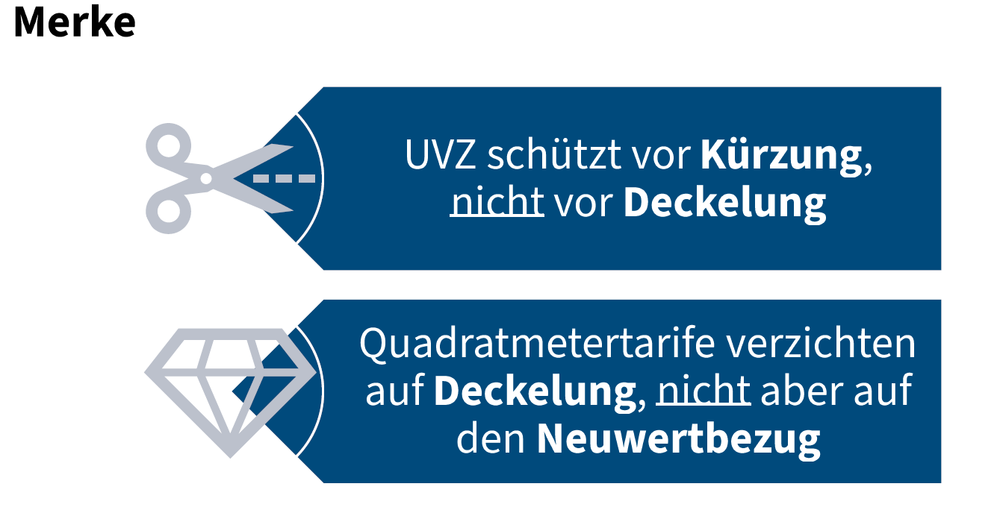 Merke
UVZ schützt vor Kürzung,
nicht vor Deckelung
Quadratmetertarife verzichten
auf Deckelung, nicht aber auf
den Neuwertbezug